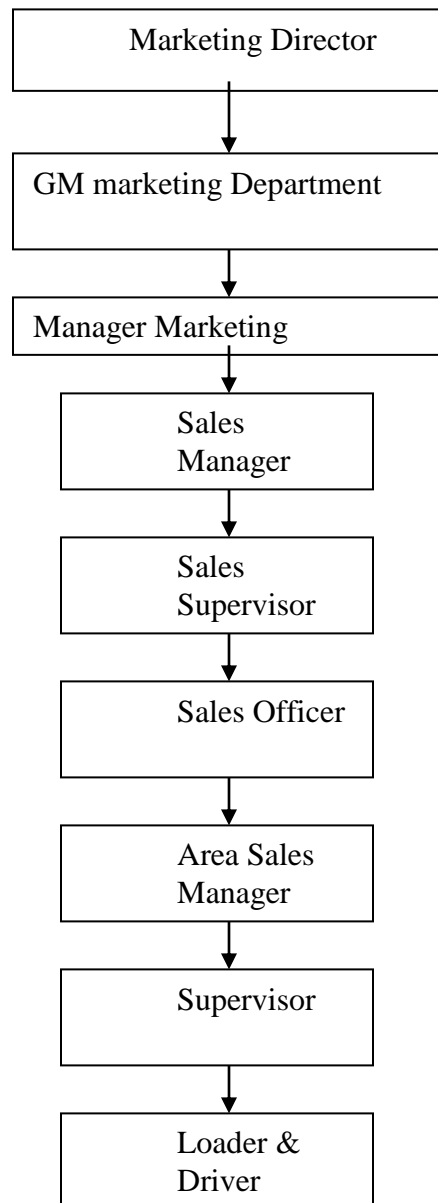 Marketing Director
GM marketing Department
Manager Marketing
Sales
Manager
Sales
Supervisor
Sales Officer
Area Sales
Manager
Supervisor
Loader &
Driver